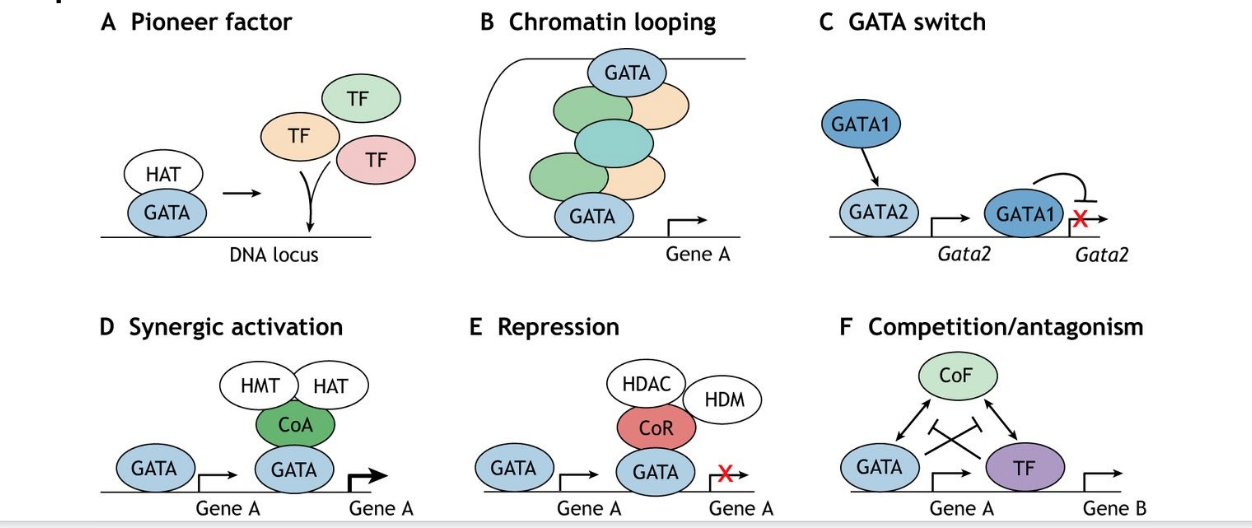 A Pioneer factor
TF
TF
TF
HAT
GATA
DNA locus
B Chromatin looping
GATA
GATA
Gene A
C GATA switch
GATA1
GATA2
GATA1
X
Gata2
Gata2
D Synergic activation
HMT
HAT
CoA
GATA
GATA
Gene A
Gene A
E Repression
HDAC
HDM
CoR
GATA
GATA
X
Gene A
Gene A
F Competition/antagonism
CoF
GATA
TF
Gene A
Gene B